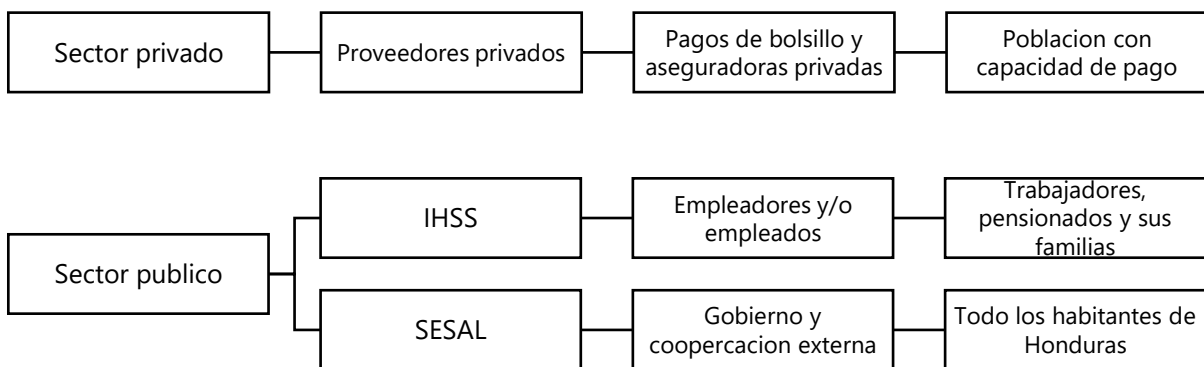 Sector privado
Proveedores privados
Pagos de bolsillo y
aseguradoras privadas
Poblacion con
capacidad de pago
Sector publico
IHSS
Empleadores y/o
empleados
Trabajadores,
pensionados y sus
familias
SESAL
Gobierno y
coopercacion externa
Todo los habitantes de
Honduras